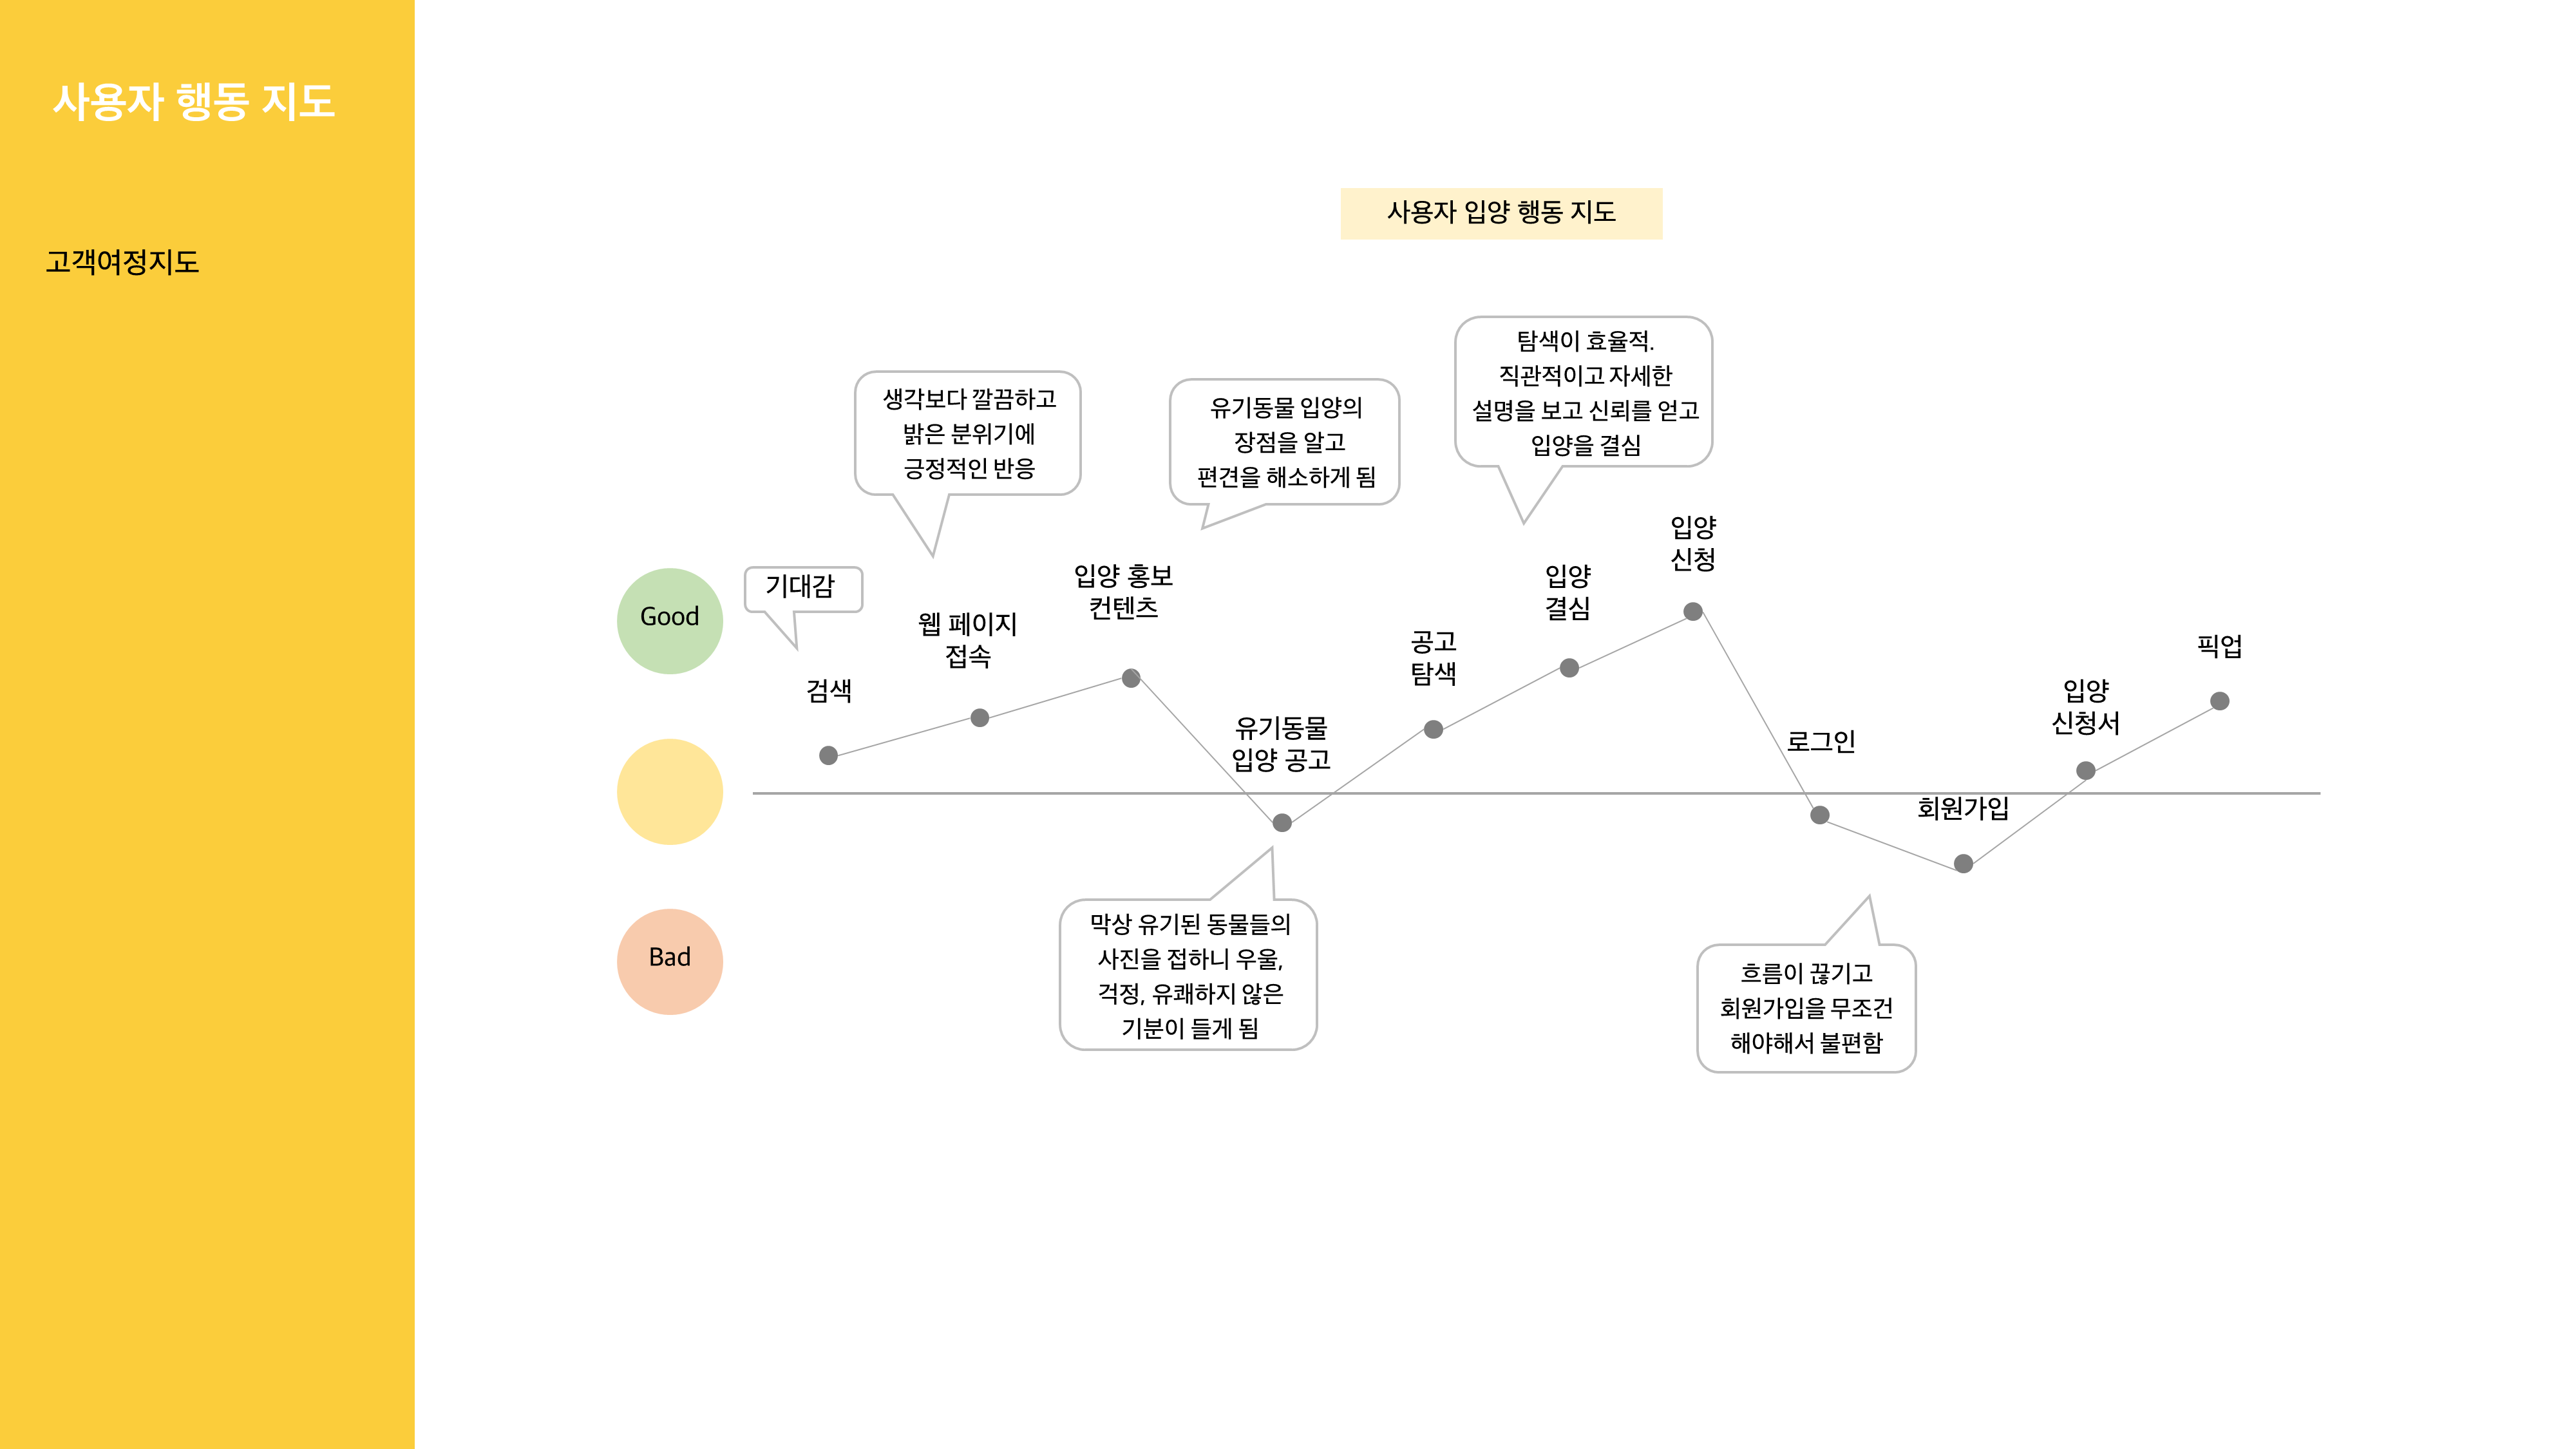 사용자 행동 지도
고객여정지도
사용자 입양 행동 지도
탐색이 효율적.
직관적이고 자세한
설명을 보고 신뢰를 얻고
입양을 결심
생각보다 깔끔하고
밝은 분위기에
긍정적인 반응
유기동물 입양의
장점을 알고
편견을 해소하게 됨
기대감
Good
Bad
검색
웹 페이지
접속
입양 홍보
컨텐츠
유기동물
입양 공고
공고
탐색
입양
결심
입양
신청
로그인
회원가입
입양
신청서
픽업
막상 유기된 동물들의
사진을 접하니 우울,
걱정, 유쾌하지 않은
기분이 들게 됨
흐름이 끊기고
회원가입을 무조건
해야해서 불편함